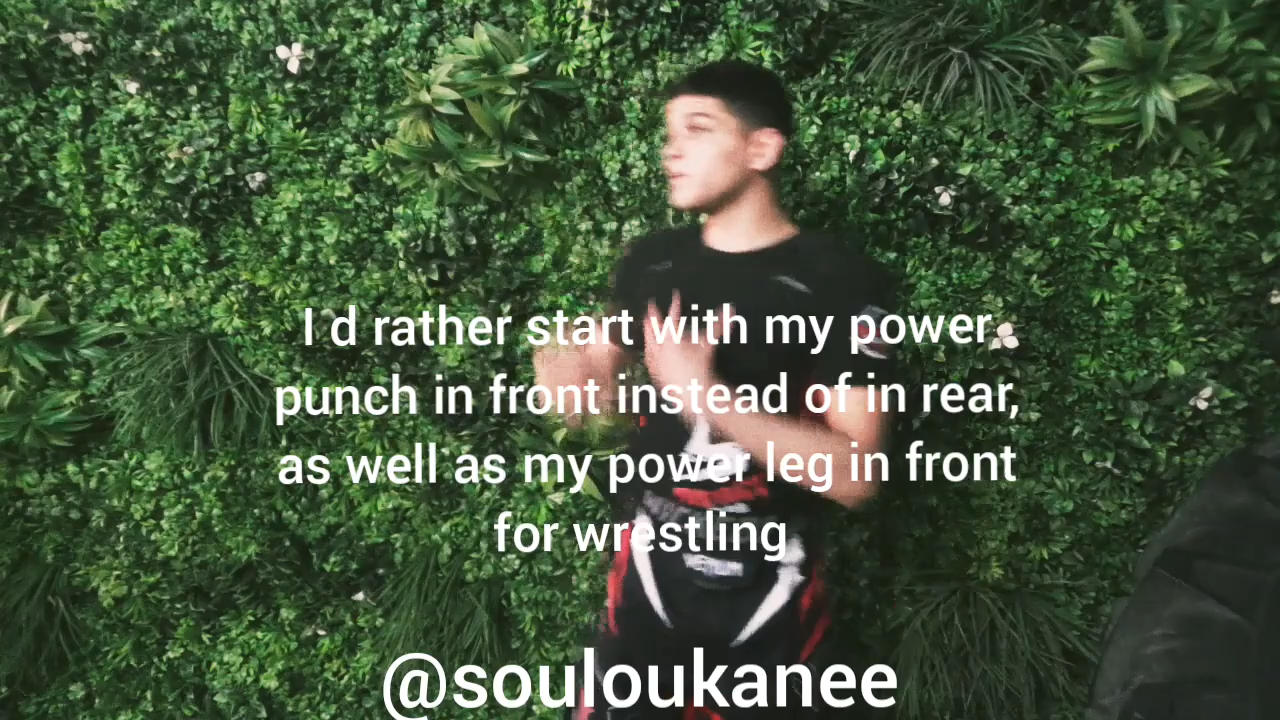 I d rather start with my power
punch in front instead of in rear,
as well as my power leg in front
for wrestling
@souloukanee